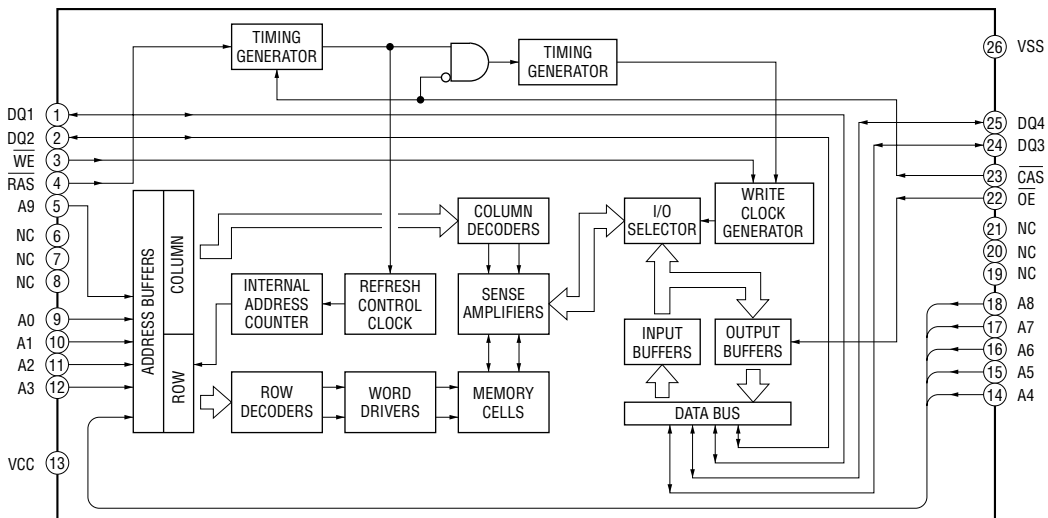 TIMING
GENERATOR
TIMING
GENERATOR
26 VSS
DQ1 1
DQ2 2
WE 3
RAS 4
A9 5
NC 6
NC 7
NC 8
A0 9
A1 10
A2 11
A3 12
VCC 13
25 DQ4
24 DQ3
23 CAS
22 OE
21 NC
20 NC
19 NC
18 A8
17 A7
16 A6
15 A5
14 A4
ADDRESS BUFFERS
COLUMN
ROW
COLUMN
DECODERS
I/O
SELECTOR
WRITE
CLOCK
GENERATOR
INTERNAL
ADDRESS
COUNTER
REFRESH
CONTROL
CLOCK
SENSE
AMPLIFIERS
INPUT
BUFFERS
OUTPUT
BUFFERS
ROW
DECODERS
WORD
DRIVERS
MEMORY
CELLS
DATA BUS